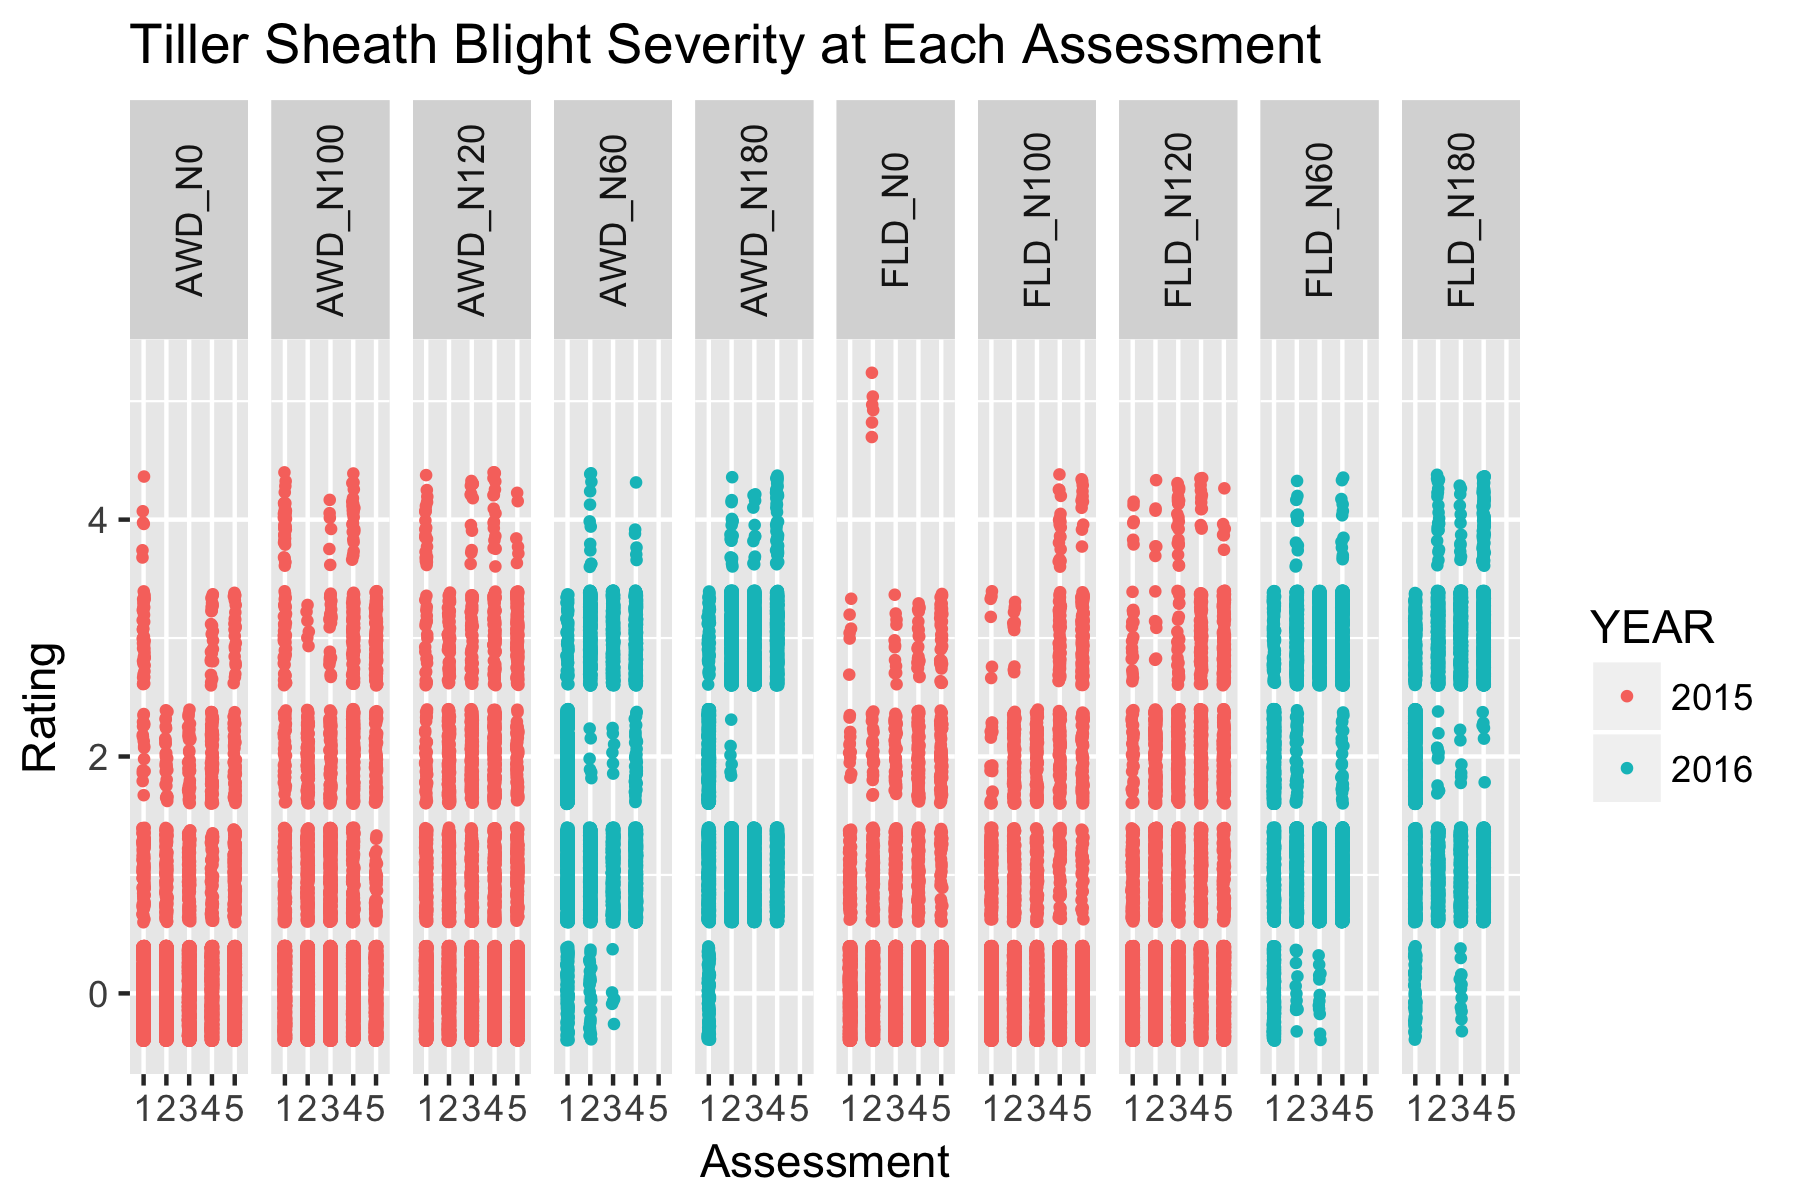 Tiller Sheath Blight Severity at Each Assessment
AWD_N0
AWD_N100
AWD_N120
AWD_N60
AWD_N180
FLD_N0
FLD_N100
FLD_N120
FLD_N60
FLD_N180
Rating
4
2
0
12345
12345
12345
12345
12345
12345
12345
12345
12345
12345
Assessment
YEAR
2015
2016